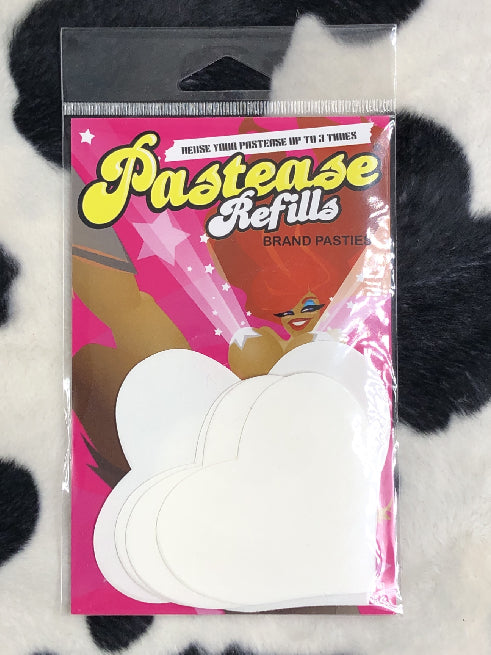 REUSE YOUR PASTEASE UP TO 3 TIMES
Pastease
Refills
BRAND PASTIES